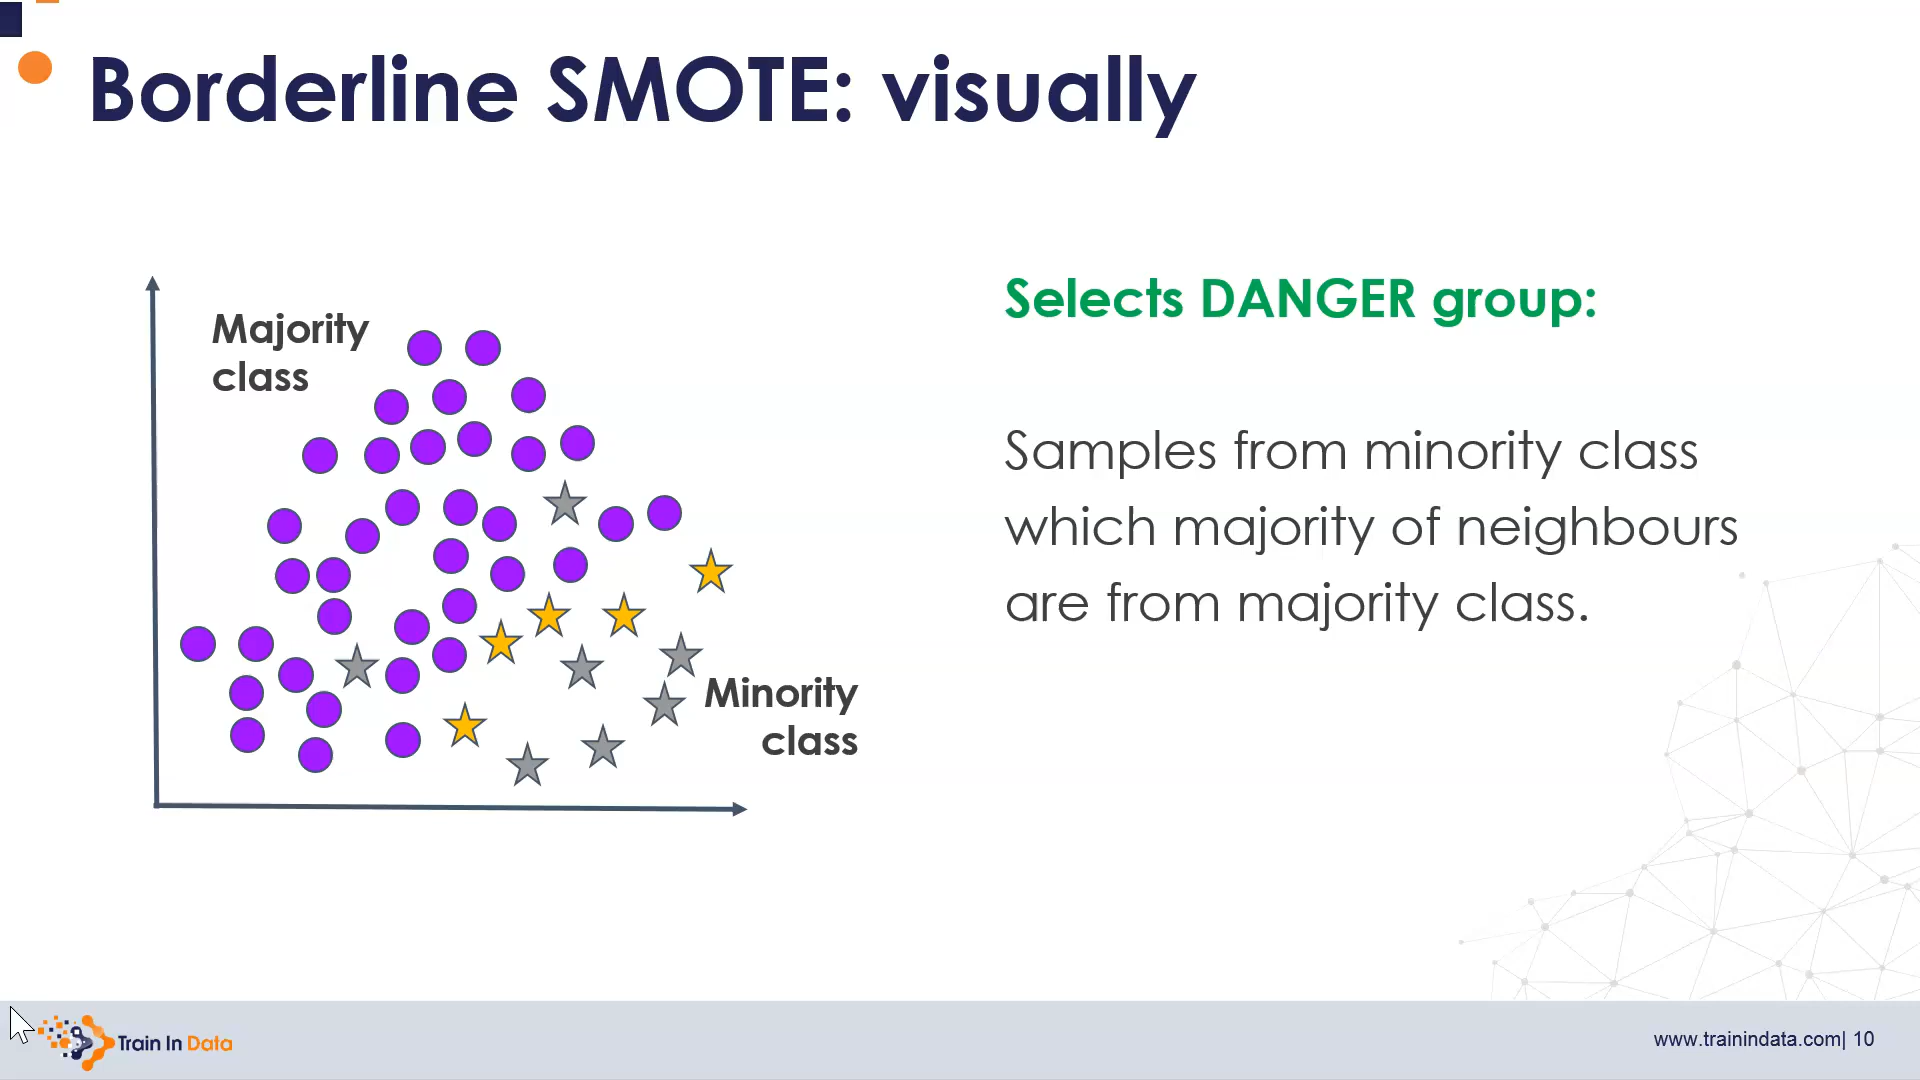 Borderline SMOTE: visually
Majority
class
Minority
class
Selects DANGER group:
Samples from minority class
which majority of neighbours
are from majority class.
Train In Data
www.trainindata.com| 10